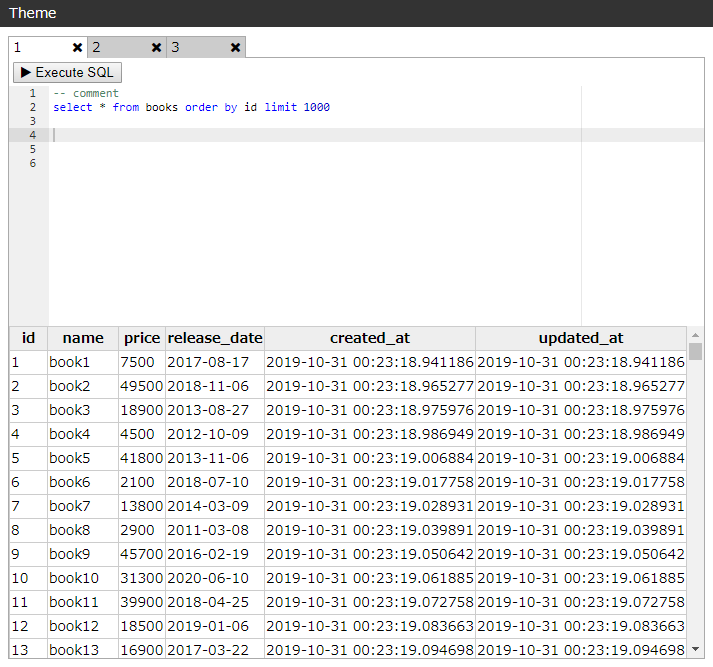 Theme
1 ✖ 2 ✖ 3 ✖
▶ Execute SQL
1 -- comment
2 select * from books order by id limit 1000
3
4
5
6
id name price release_date created_at updated_at
1 book1 7500 2017-08-17 2019-10-31 00:23:18.941186 2019-10-31 00:23:18.941186
2 book2 49500 2018-11-06 2019-10-31 00:23:18.965277 2019-10-31 00:23:18.965277
3 book3 18900 2013-08-27 2019-10-31 00:23:18.975976 2019-10-31 00:23:18.975976
4 book4 4500 2012-10-09 2019-10-31 00:23:18.986949 2019-10-31 00:23:18.986949
5 book5 41800 2013-11-06 2019-10-31 00:23:19.006884 2019-10-31 00:23:19.006884
6 book6 2100 2018-07-10 2019-10-31 00:23:19.017758 2019-10-31 00:23:19.017758
7 book7 13800 2014-03-09 2019-10-31 00:23:19.028931 2019-10-31 00:23:19.028931
8 book8 2900 2011-03-08 2019-10-31 00:23:19.039891 2019-10-31 00:23:19.039891
9 book9 45700 2016-02-19 2019-10-31 00:23:19.050642 2019-10-31 00:23:19.050642
10 book10 31300 2020-06-10 2019-10-31 00:23:19.061885 2019-10-31 00:23:19.061885
11 book11 39900 2018-04-25 2019-10-31 00:23:19.072758 2019-10-31 00:23:19.072758
12 book12 18500 2019-01-06 2019-10-31 00:23:19.083663 2019-10-31 00:23:19.083663
13 book13 16900 2017-03-22 2019-10-31 00:23:19.094698 2019-10-31 00:23:19.094698